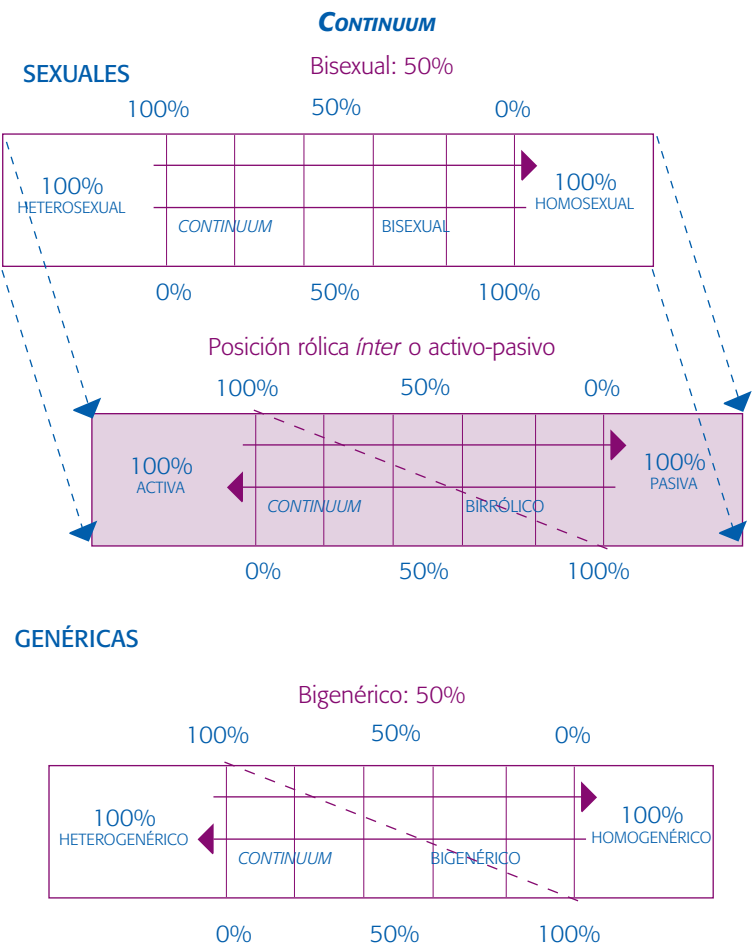 CONTINUUM
SEXUALES
Bisexual: 50%
100% 50% 0%
100% HETEROSEXUAL
CONTINUUM BISEXUAL
100% HOMOSEXUAL
0% 50% 100%
Posición rólica ínter o activo-pasivo
100% 50% 0%
100% ACTIVA
CONTINUUM BIRRÓLICO
100% PASIVA
0% 50% 100%
GENÉRICAS
Bigenérico: 50%
100% 50% 0%
100% HETEROGENÉRICO
CONTINUUM BIGENÉRICO
100% HOMOGENÉRICO
0% 50% 100%